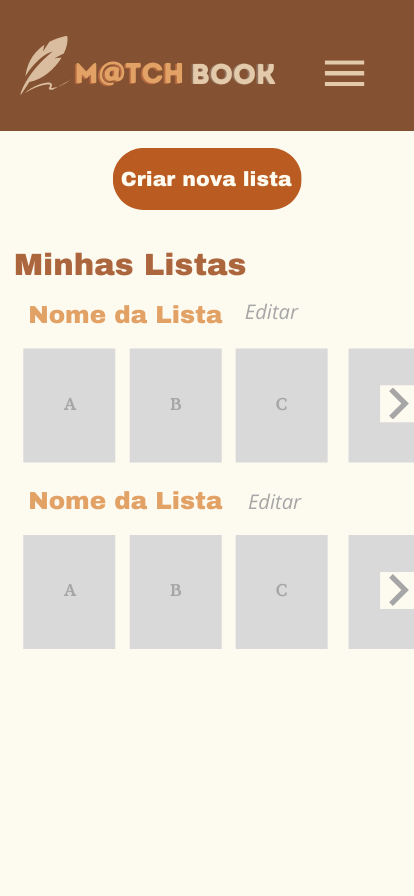 M@TCH BOOK
Criar nova lista
Minhas Listas
Nome da Lista Editar
A B C
Nome da Lista Editar
A B C